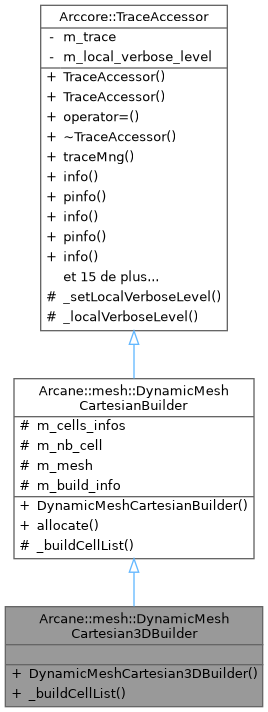 Arccore::TraceAccessor
- m_trace
- m_local_verbose_level
+ TraceAccessor()
+ TraceAccessor()
+ operator=()
+ ~TraceAccessor()
+ traceMng()
+ info()
+ pinfo()
+ info()
+ pinfo()
+ info()
et 15 de plus...
# _setLocalVerboseLevel()
# _localVerboseLevel()
Arcane::mesh::DynamicMesh
CartesianBuilder
# m_cells_infos
# m_nb_cell
# m_mesh
# m_build_info
+ DynamicMeshCartesianBuilder()
+ allocate()
# _buildCellList()
Arcane::mesh::DynamicMesh
Cartesian3DBuilder
+ DynamicMeshCartesian3DBuilder()
+ _buildCellList()